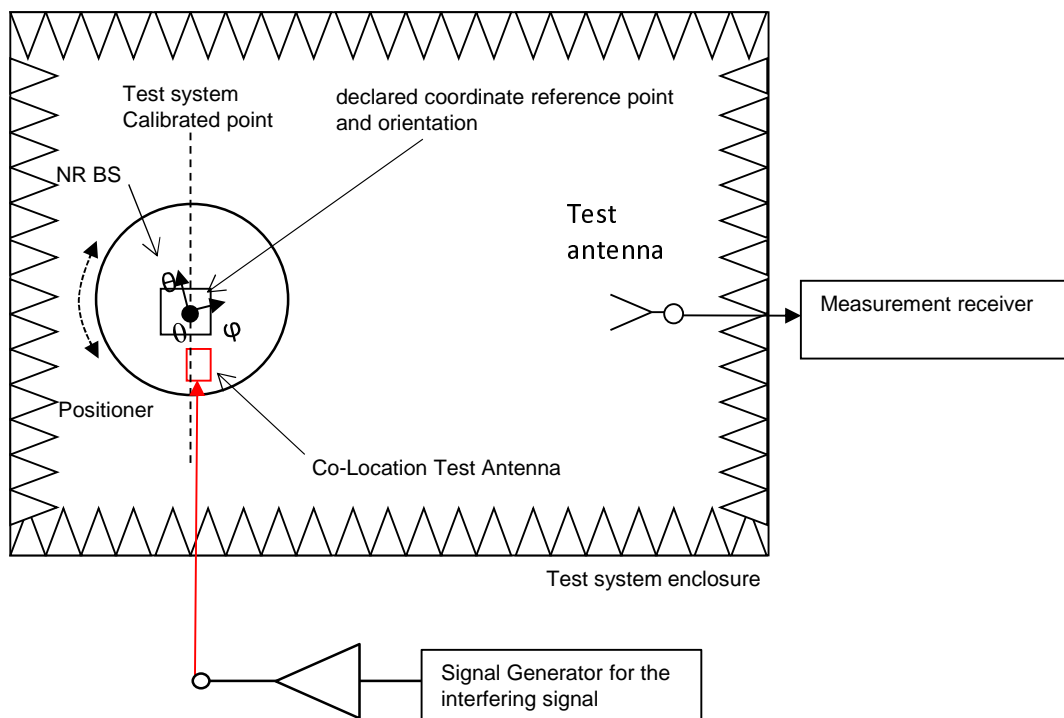 Test system
Calibrated point
declared coordinate reference point
and orientation
NR BS
Test
antenna
θ
0
φ
Measurement receiver
Positioner
Co-Location Test Antenna
Test system enclosure
Signal Generator for the
interfering signal